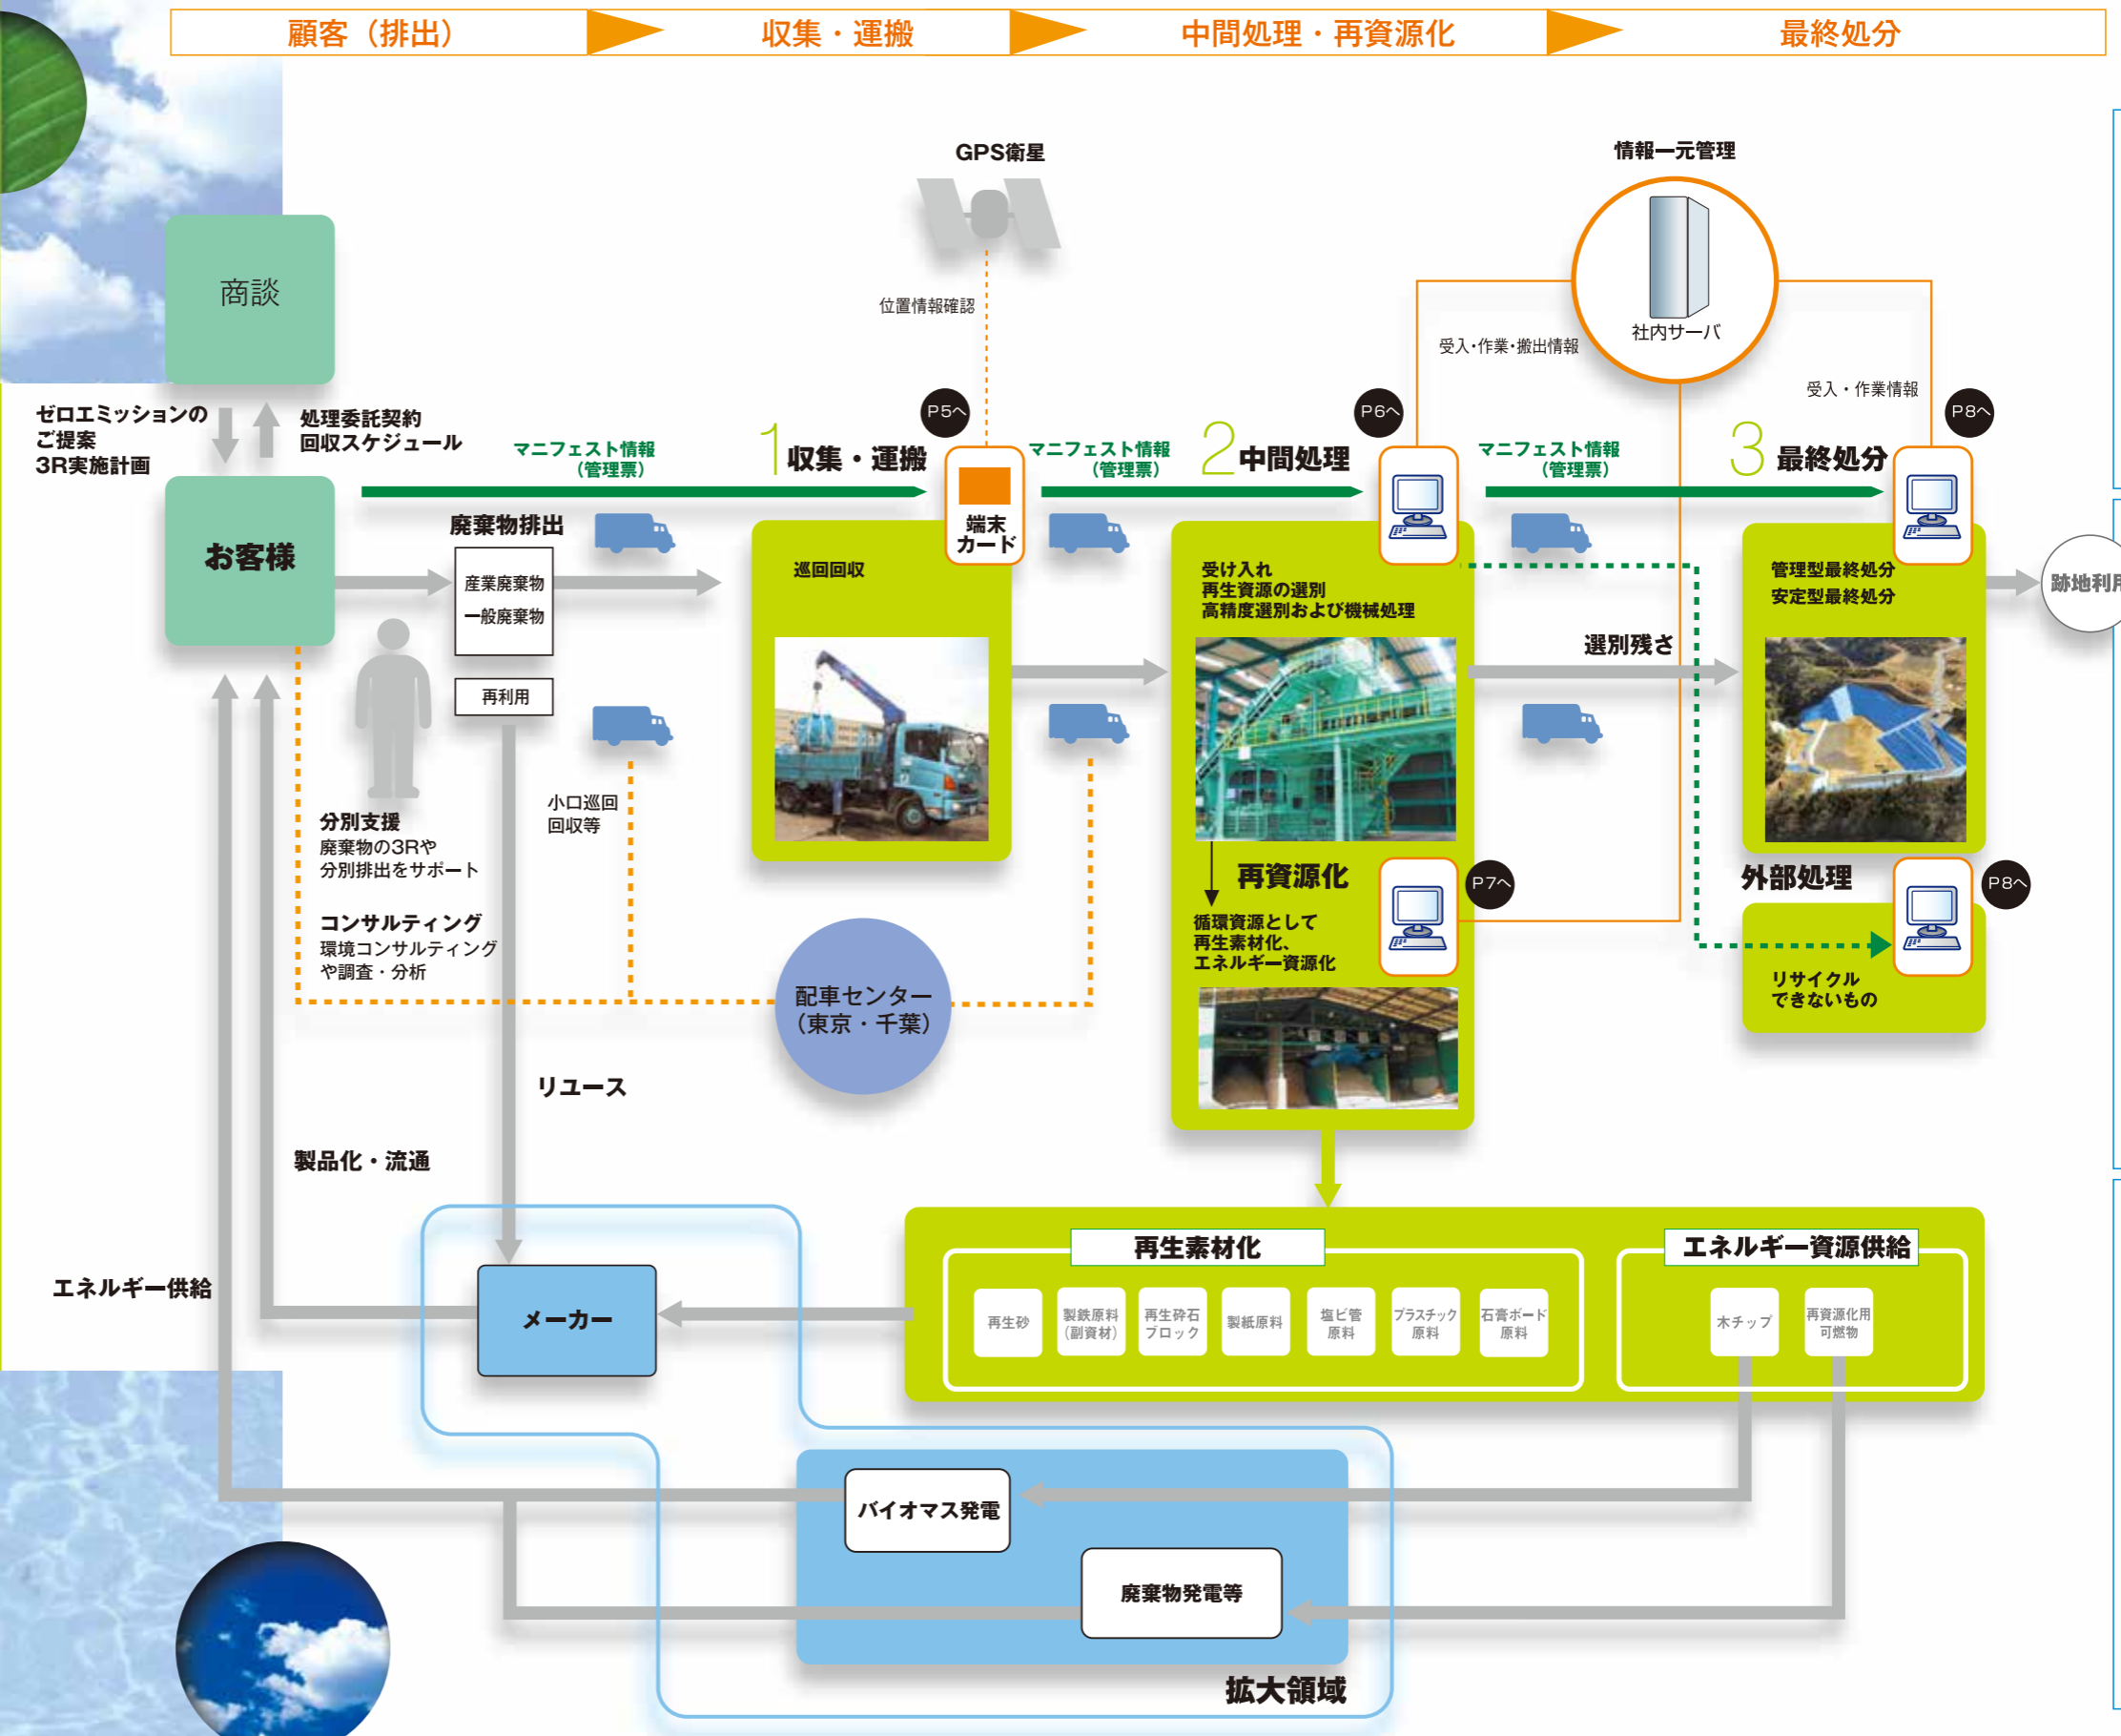 顧客（排出）
収集・運搬
中間処理・再資源化
最終処分
GPS衛星
位置情報確認
情報一元管理
社内サーバ
受入・作業・搬出情報
受入・作業情報
商談
ゼロエミッションの
ご提案
3R実施計画
処理委託契約
回収スケジュール
お客様
マニフェスト情報
（管理票）
1 収集・運搬
P5へ
端末
カード
マニフェスト情報
（管理票）
2 中間処理
P6へ
マニフェスト情報
（管理票）
3 最終処分
P8へ
廃棄物排出
産業廃棄物
一般廃棄物
再利用
巡回回収
受け入れ
再生資源の選別
高精度選別および機械処理
選別残さ
管理型最終処分
安定型最終処分
跡地利用
分別支援
廃棄物の3Rや
分別排出をサポート
コンサルティング
環境コンサルティング
や調査・分析
小口巡回
回収等
配車センター
（東京・千葉）
再資源化
P7へ
循環資源として
再生素材化、
エネルギー資源化
外部処理
P8へ
リサイクル
できないもの
リユース
製品化・流通
エネルギー供給
メーカー
再生素材化
再生砂
製鉄原料
（副資材）
再生砕石
ブロック
製紙原料
塩ビ管
原料
プラスチック
原料
石膏ボード
原料
エネルギー資源供給
木チップ
再資源化用
可燃物
バイオマス発電
廃棄物発電等
拡大領域